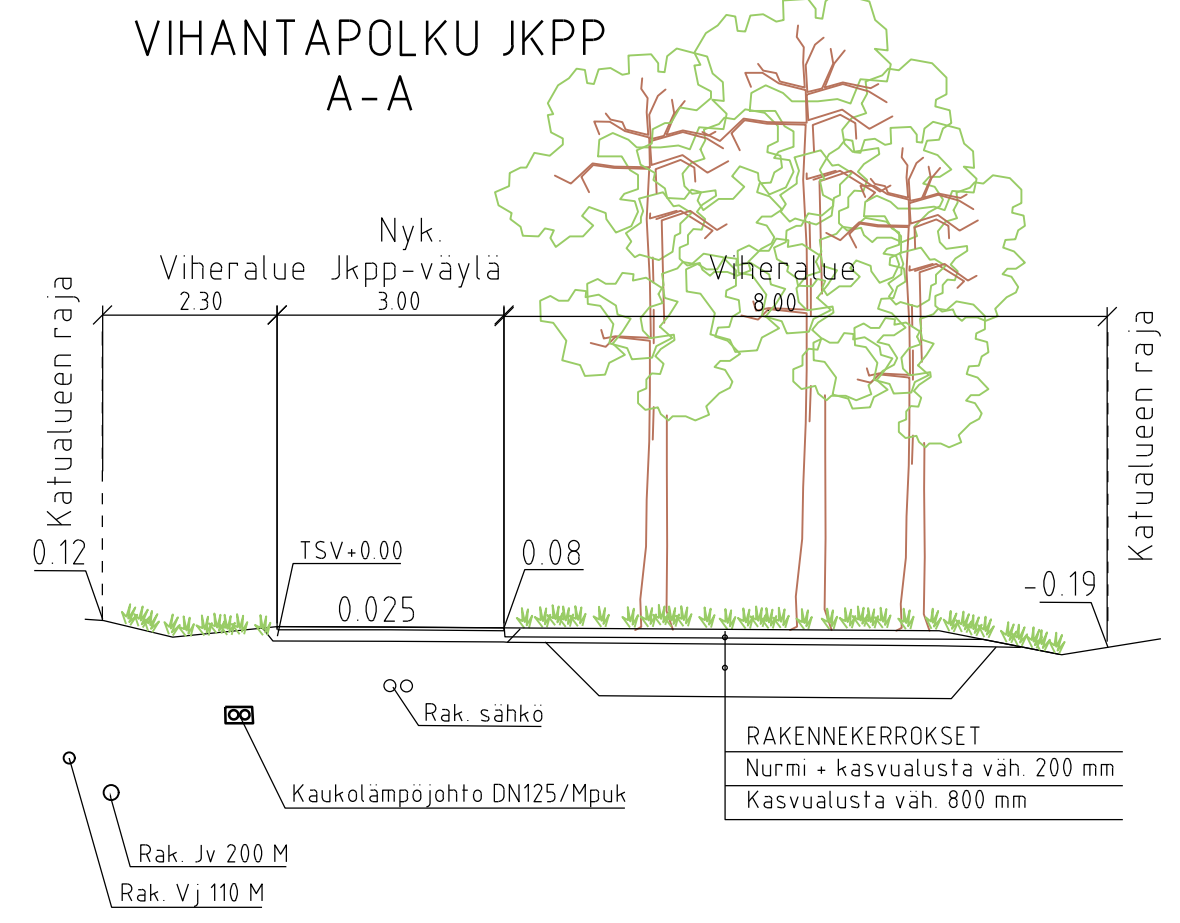 VIHANTAPOLKU JKPP
A-A
Nyk.
Viheralue
Jkpp-väylä
Viheralue
2.30
3.00
8.00
Katualueen raja
Katualueen raja
0.12
TSV+0.00
0.08
-0.19
0.025
Rak. sähkö
RAKENNEKERROKSET
Nurmi + kasvualusta väh. 200 mm
Kasvualusta väh. 800 mm
Kaukolämpöjohto DN125/Mpuk
Rak. Jv 200 M
Rak. Vj 110 M